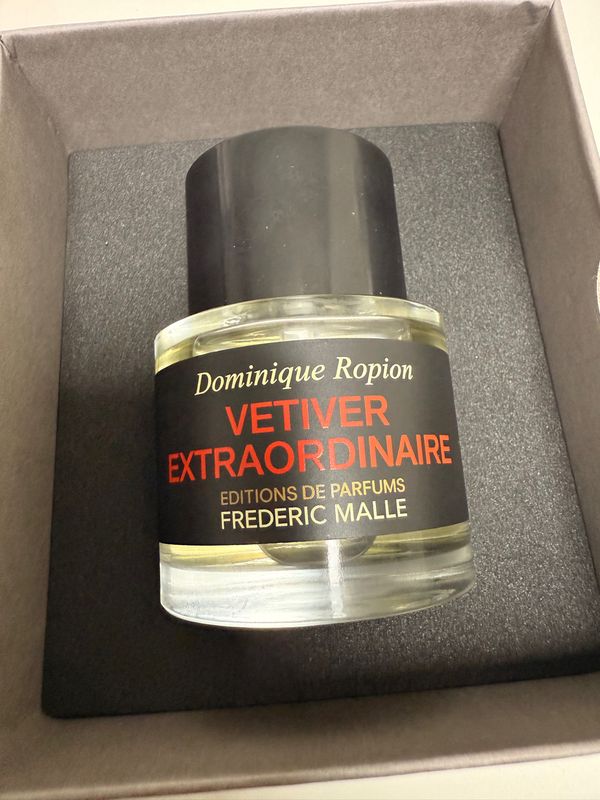 Dominique Ropion
VETIVER
EXTRAORDINAIRE
EDITIONS DE PARFUMS
FREDERIC MALLE